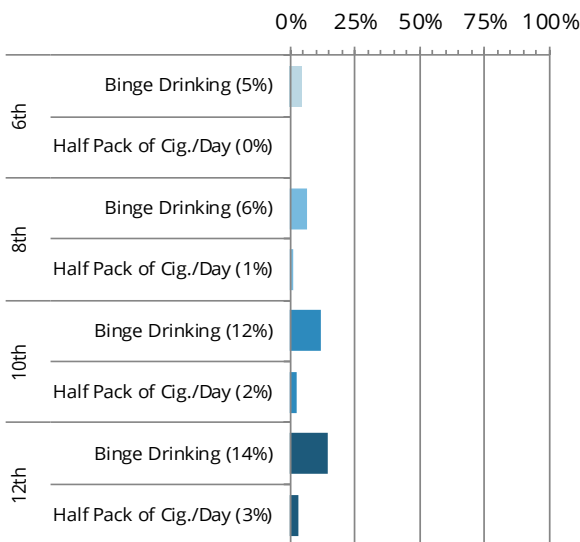 0% 25% 50% 75% 100%
6th
Binge Drinking (5%)
Half Pack of Cig./Day (0%)
8th
Binge Drinking (6%)
Half Pack of Cig./Day (1%)
10th
Binge Drinking (12%)
Half Pack of Cig./Day (2%)
12th
Binge Drinking (14%)
Half Pack of Cig./Day (3%)